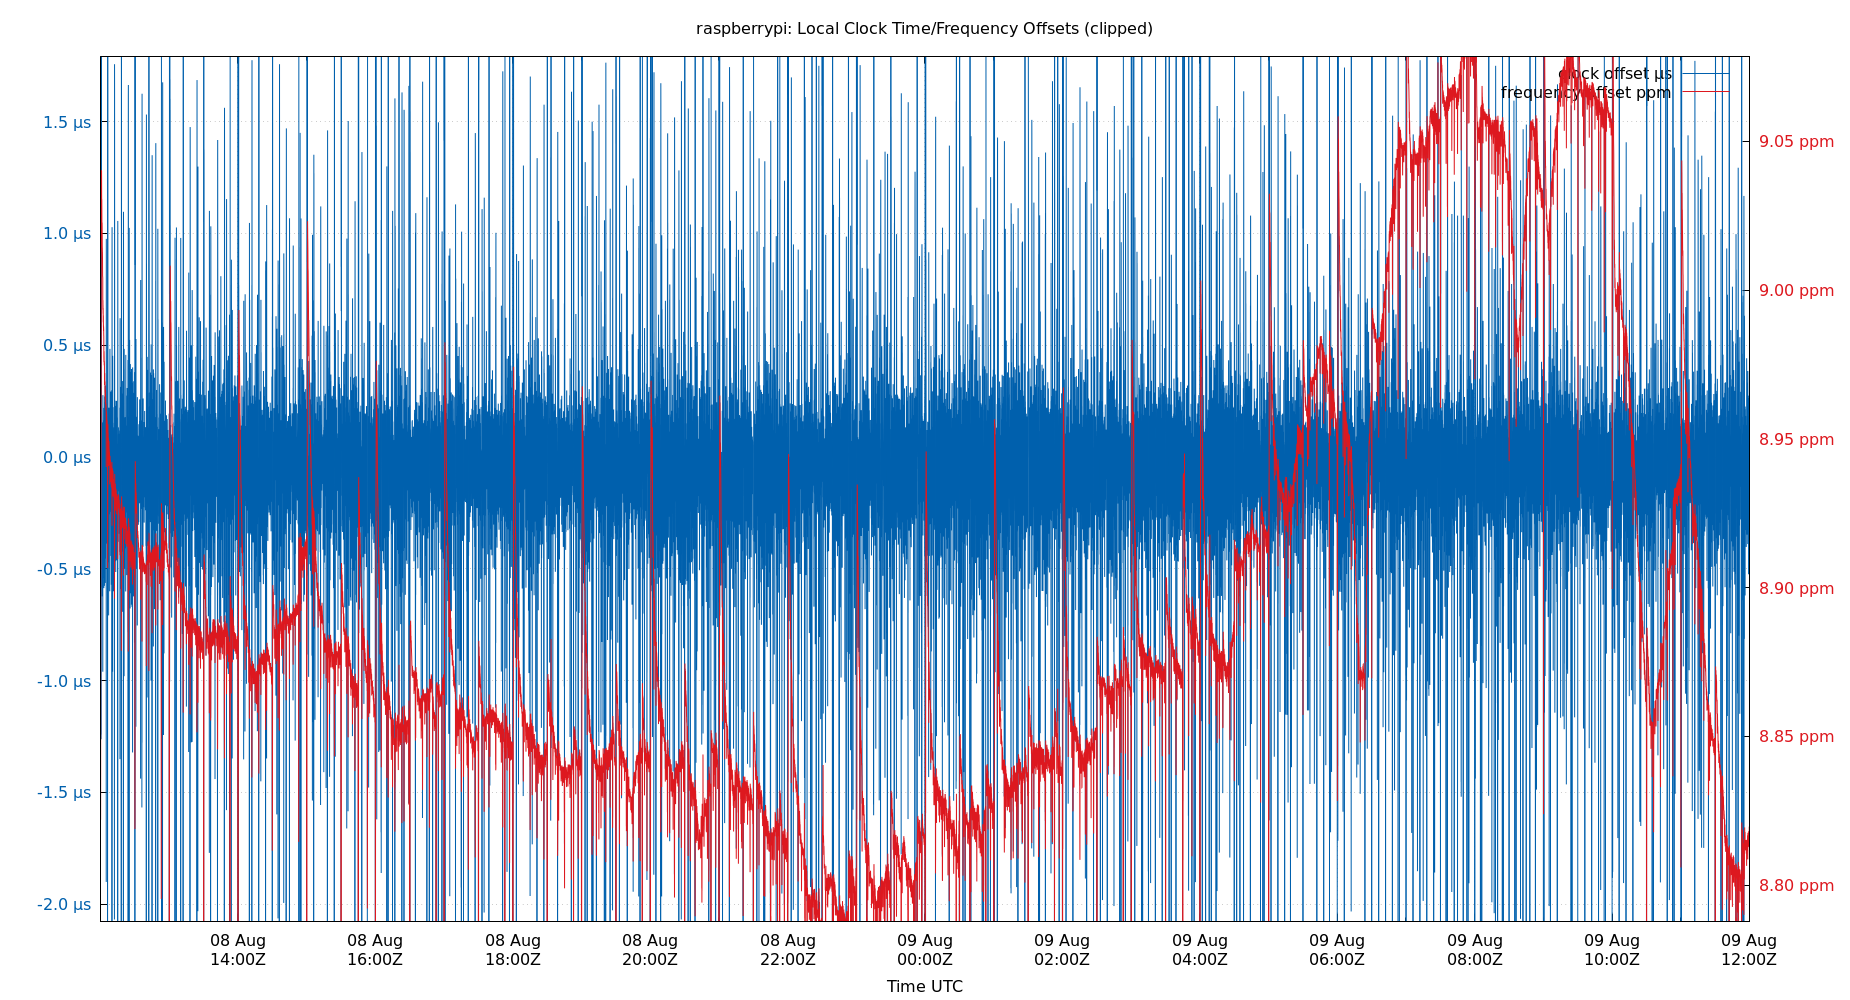 raspberrypi: Local Clock Time/Frequency Offsets (clipped)
clock offset µs
frequency offset ppm
1.5 µs
1.0 µs
0.5 µs
0.0 µs
-0.5 µs
-1.0 µs
-1.5 µs
-2.0 µs
9.05 ppm
9.00 ppm
8.95 ppm
8.90 ppm
8.85 ppm
8.80 ppm
08 Aug 08 Aug 08 Aug 08 Aug 08 Aug 09 Aug 09 Aug 09 Aug 09 Aug 09 Aug 09 Aug 09 Aug
14:00Z 16:00Z 18:00Z 20:00Z 22:00Z 00:00Z 02:00Z 04:00Z 06:00Z 08:00Z 10:00Z 12:00Z
Time UTC